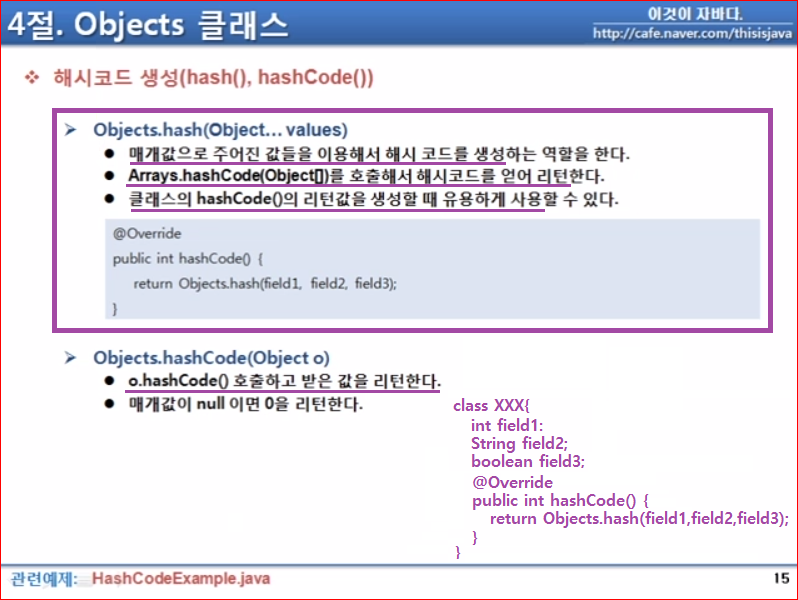 4절. Objects 클래스
이것이 자바다.
http://cafe.naver.com/thisisjava
❖ 해시코드 생성(hash(), hashCode())
➢ Objects.hash(Object... values)
● 매개값으로 주어진 값들을 이용해서 해시 코드를 생성하는 역할을 한다.
● Arrays.hashCode(Object[])를 호출해서 해시코드를 얻어 리턴한다.
● 클래스의 hashCode()의 리턴값을 생성할 때 유용하게 사용할 수 있다.
@Override
public int hashCode() {
return Objects.hash(field1, field2, field3);
}
➢ Objects.hashCode(Object o)
● o.hashCode() 호출하고 받은 값을 리턴한다.
● 매개값이 null 이면 0을 리턴한다.
class XXX{
int field1:
String field2;
boolean field3;
@Override
public int hashCode() {
return Objects.hash(field1,field2,field3);
}
}
관련예제: HashCodeExample.java
15